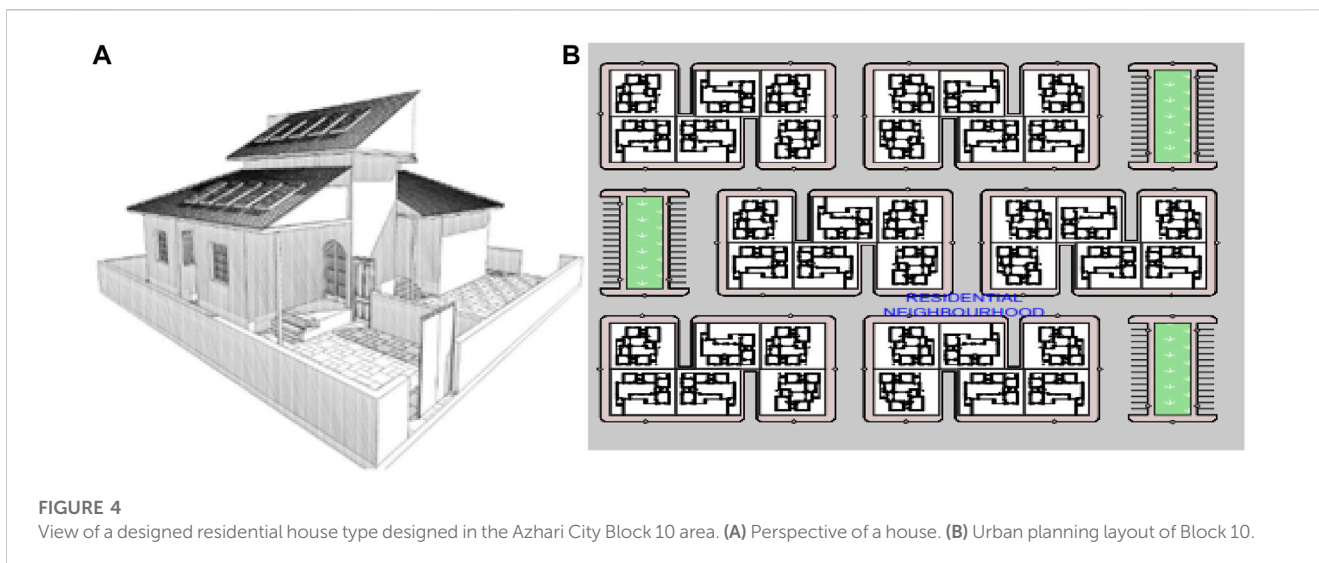 A
B
RESIDENTIAL
NEIGHBOURHOOD
FIGURE 4
View of a designed residential house type designed in the Azhari City Block 10 area. (A) Perspective of a house. (B) Urban planning layout of Block 10.